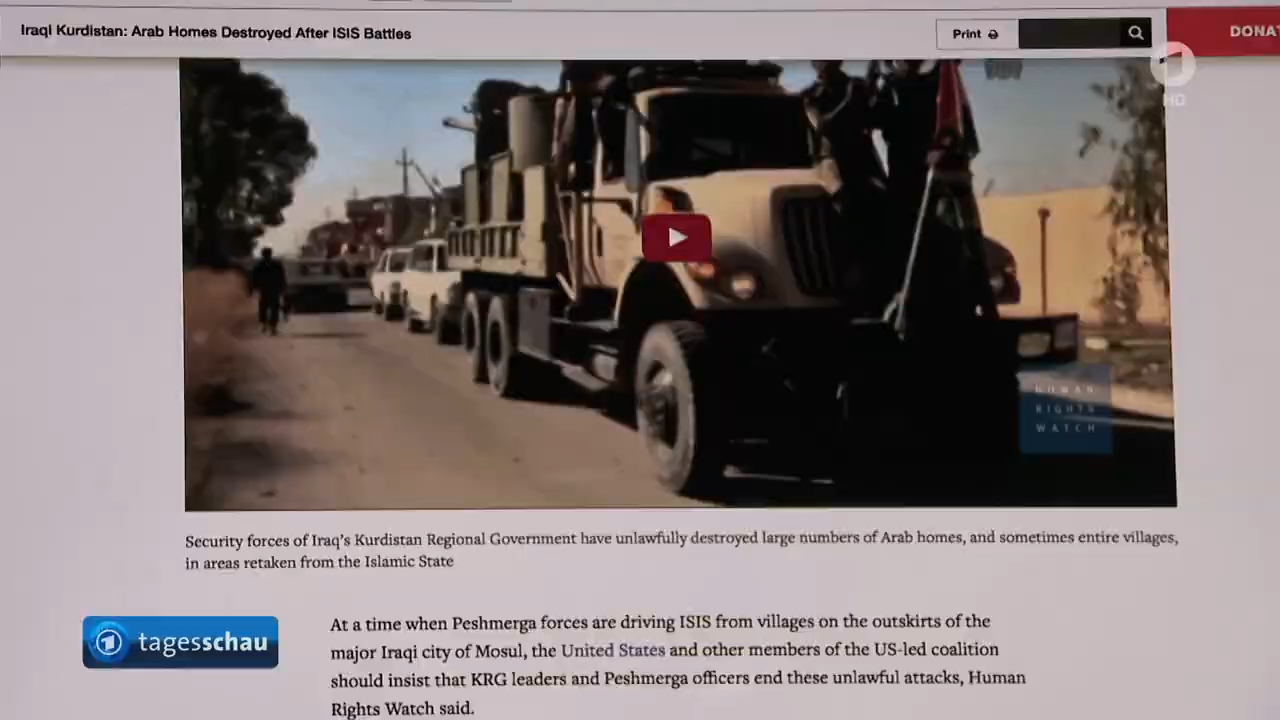 Iraqi Kurdistan: Arab Homes Destroyed After ISIS Battles
Print
DONA
HD
HUMAN
RIGHTS
WATCH
Security forces of Iraq's Kurdistan Regional Government have unlawfully destroyed large numbers of Arab homes, and sometimes entire villages,
in areas retaken from the Islamic State
tagesschau
At a time when Peshmerga forces are driving ISIS from villages on the outskirts of the
major Iraqi city of Mosul, the United States and other members of the US-led coalition
should insist that KRG leaders and Peshmerga officers end these unlawful attacks, Human
Rights Watch said.